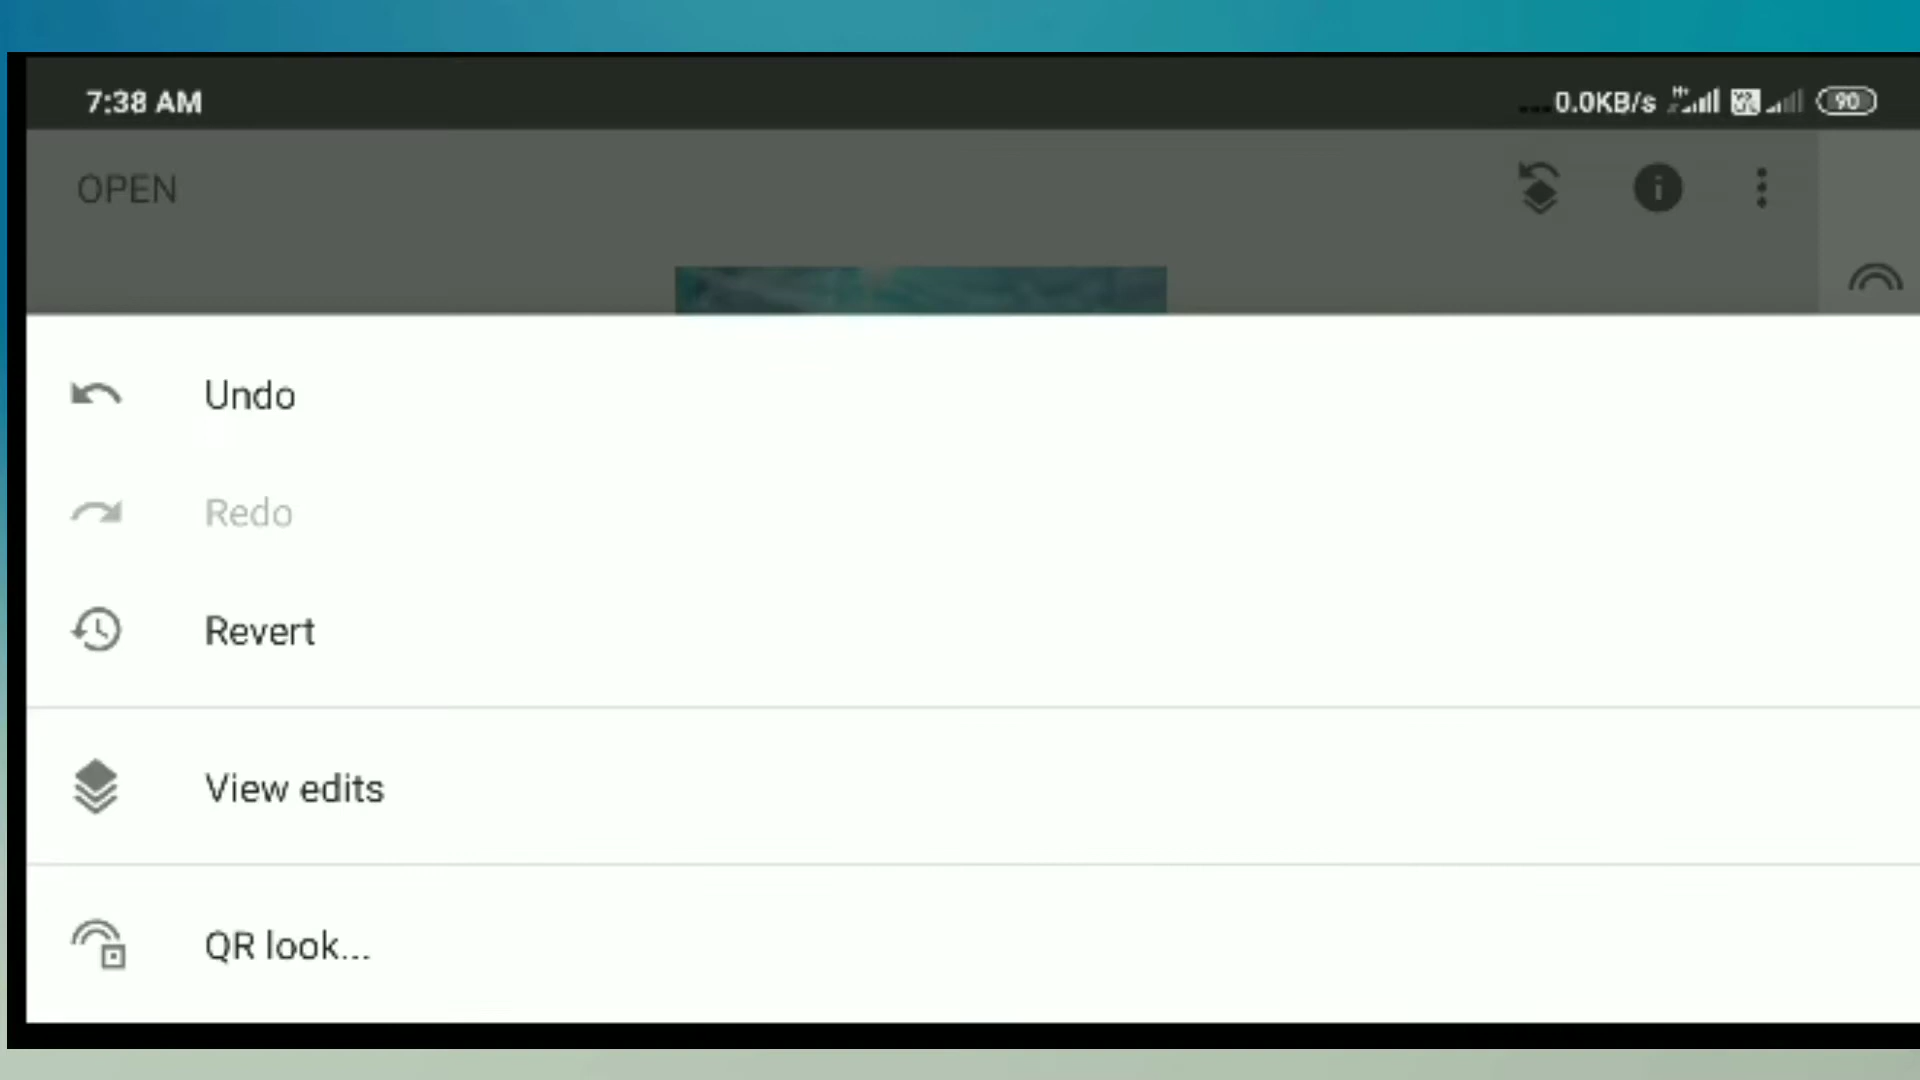 7:38 AM
...0.0KB/s
90
OPEN
Undo
Redo
Revert
View edits
QR look...